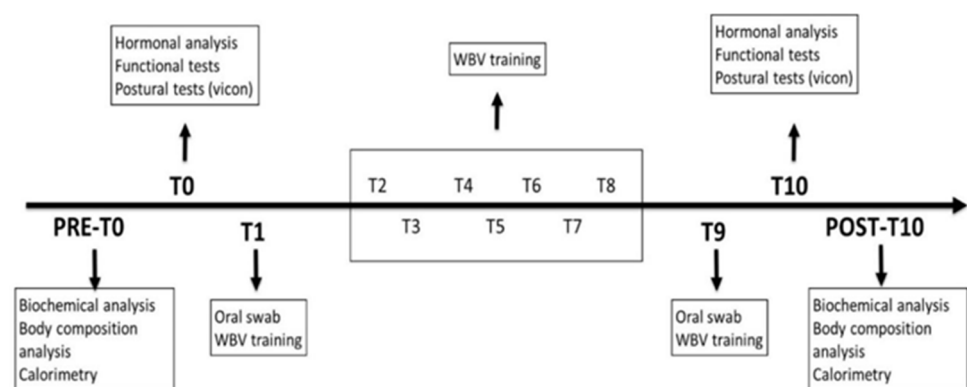 Hormonal analysis
Functional tests
Postural tests (vicon)
WBV training
Hormonal analysis
Functional tests
Postural tests (vicon)
T0
T2
T4
T6
T8
T10
PRE-T0
T1
T3
T5
T7
T9
POST-T10
Biochemical analysis
Body composition
analysis
Calorimetry
Oral swab
WBV training
Oral swab
WBV training
Biochemical analysis
Body composition
analysis
Calorimetry